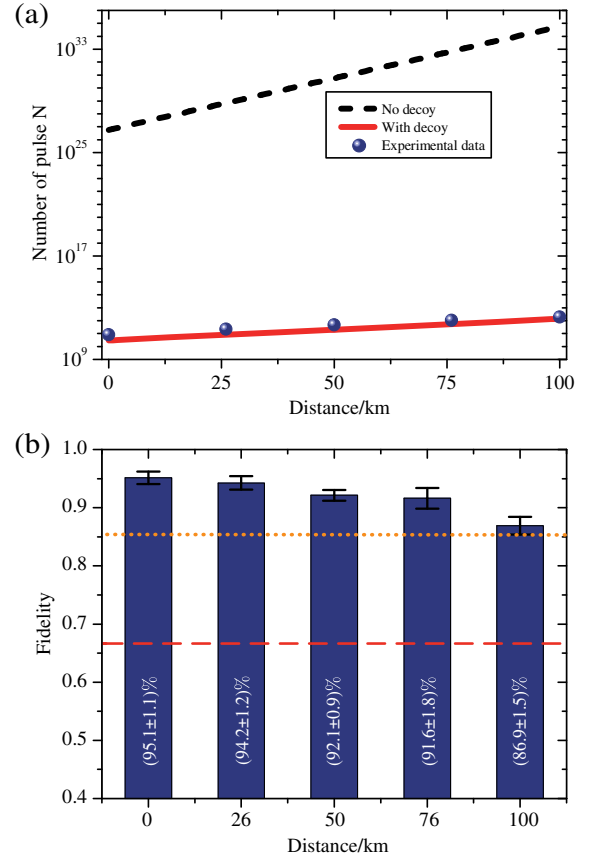 (a)
10^33
10^25
10^17
10^9
Number of pulse N
No decoy
With decoy
Experimental data
0 25 50 75 100
Distance/km
(b)
1.0
0.9
0.8
0.7
0.6
0.5
0.4
Fidelity
(95.1±1.1)%
(94.2±1.2)%
(92.1±0.9)%
(91.6±1.8)%
(86.9±1.5)%
0 26 50 76 100
Distance/km